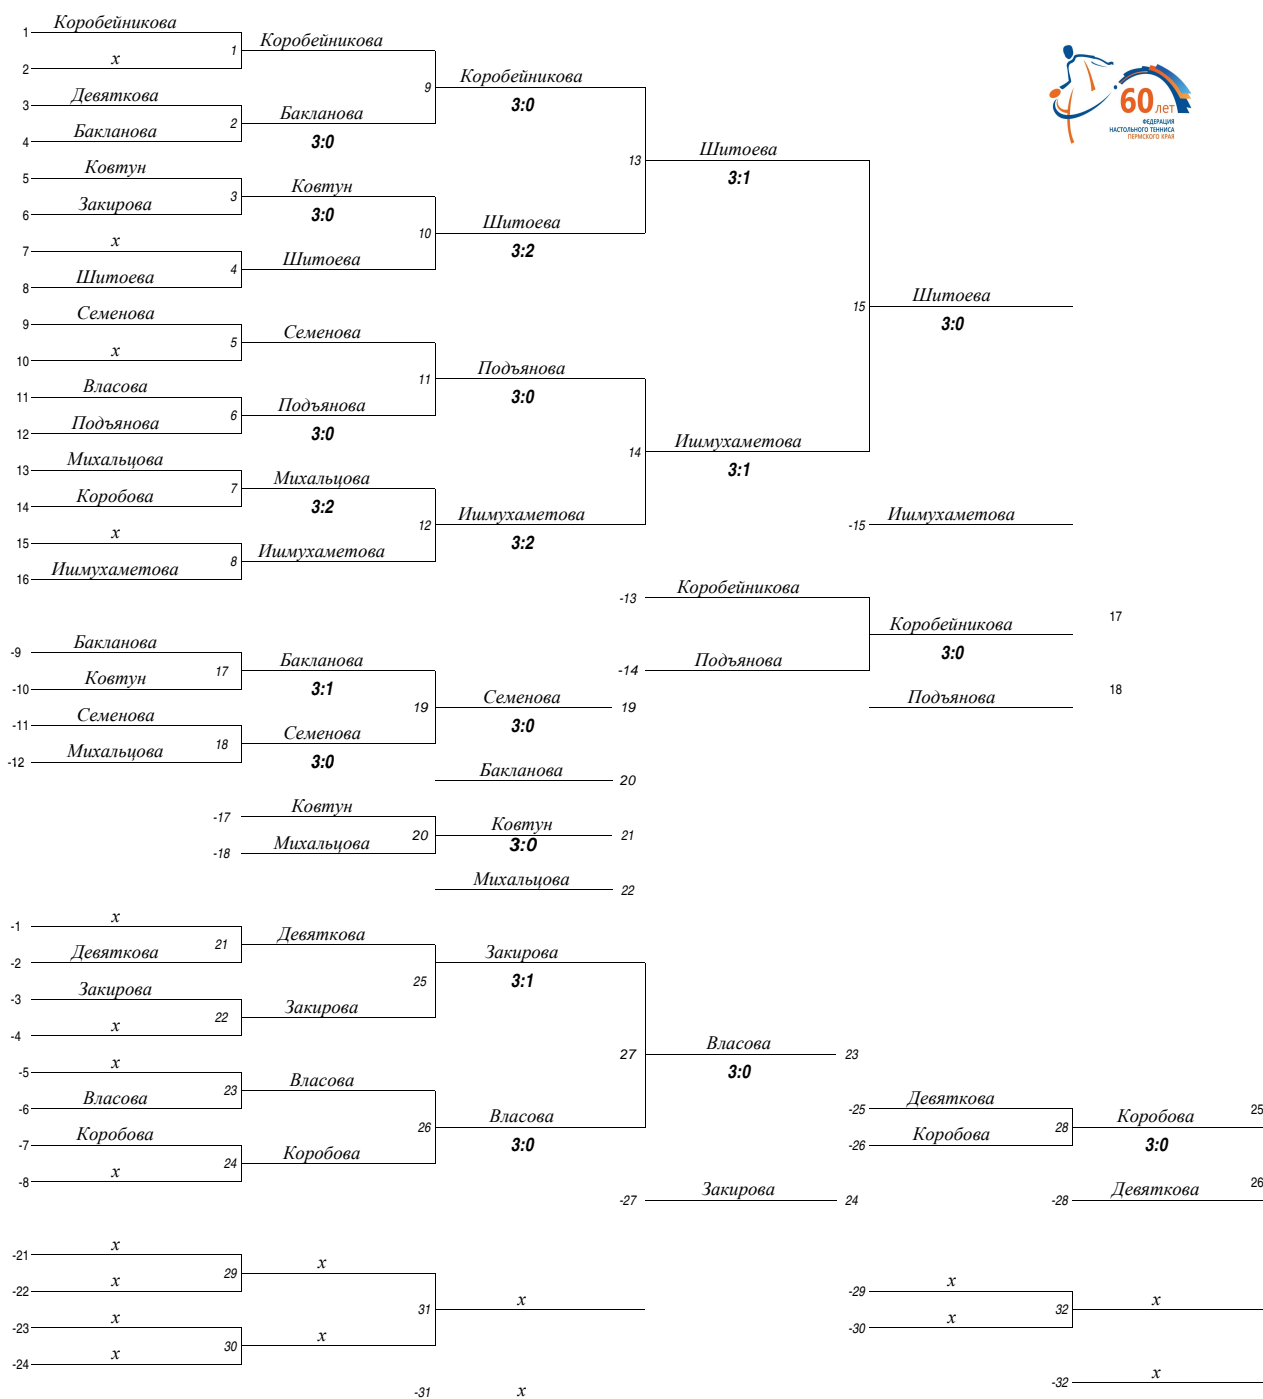 Коробейникова
1
x
2
1
Коробейникова
Девяткова
3
Бакланова
4
2
Бакланова
3:0
9
Коробейникова
3:0
Ковтун
5
Закирова
6
3
Ковтун
3:0
x
7
Шитоева
8
4
Шитоева
10
Шитоева
3:2
13
Шитоева
3:1
Семенова
9
x
10
5
Семенова
Власова
11
Подъянова
12
6
Подъянова
3:0
11
Подъянова
3:0
Михальцова
13
Коробова
14
7
Михальцова
3:2
x
15
Ишмухаметова
16
8
Ишмухаметова
12
Ишмухаметова
3:2
14
Ишмухаметова
3:1
15
Шитоева
3:0
-15
Ишмухаметова
60 лет
ФЕДЕРАЦИЯ
НАСТОЛЬНОГО ТЕННИСА
ПЕРМСКОГО КРАЯ
-13
Коробейникова
-14
Подъянова
Коробейникова
3:0
17
Подъянова
18
-9
Бакланова
-10
Ковтун
17
Бакланова
3:1
-11
Семенова
-12
Михальцова
18
Семенова
3:0
19
Семенова
3:0
19
Бакланова
20
-17
Ковтун
-18
Михальцова
20
Ковтун
3:0
21
Михальцова
22
-1
x
-2
Девяткова
21
Девяткова
-3
Закирова
-4
x
22
Закирова
25
Закирова
3:1
-5
x
-6
Власова
23
Власова
-7
Коробова
-8
x
24
Коробова
26
Власова
3:0
27
Власова
3:0
23
-27
Закирова
24
-25
Девяткова
-26
Коробова
28
Коробова
3:0
25
-28
Девяткова
26
-21
x
-22
x
29
x
-23
x
-24
x
30
x
31
x
-31
x
-29
x
-30
x
32
x
-32
x